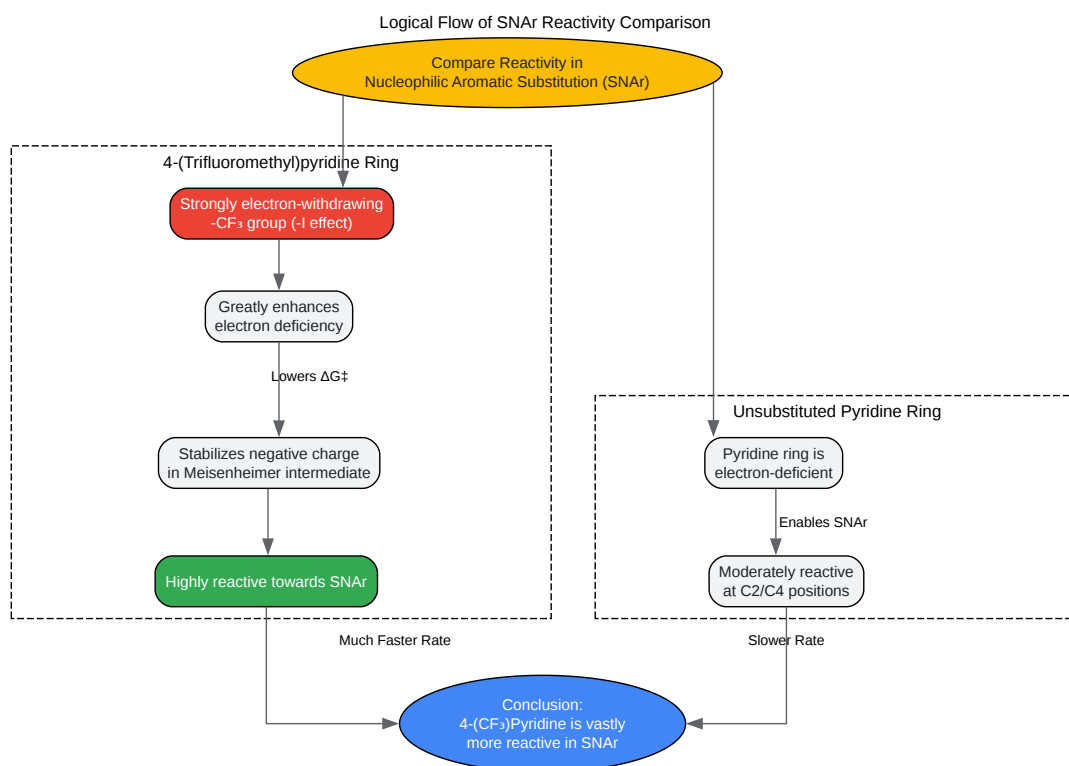 Logical Flow of SNAr Reactivity Comparison
Compare Reactivity in
Nucleophilic Aromatic Substitution (SNAr)
4-(Trifluoromethyl)pyridine Ring
Strongly electron-withdrawing
-CF₃ group (-I effect)
Greatly enhances
electron deficiency
Lowers ΔG‡
Stabilizes negative charge
in Meisenheimer intermediate
Highly reactive towards SNAr
Much Faster Rate
Unsubstituted Pyridine Ring
Pyridine ring is
electron-deficient
Enables SNAr
Moderately reactive
at C2/C4 positions
Slower Rate
Conclusion:
4-(CF₃)Pyridine is vastly
more reactive in SNAr